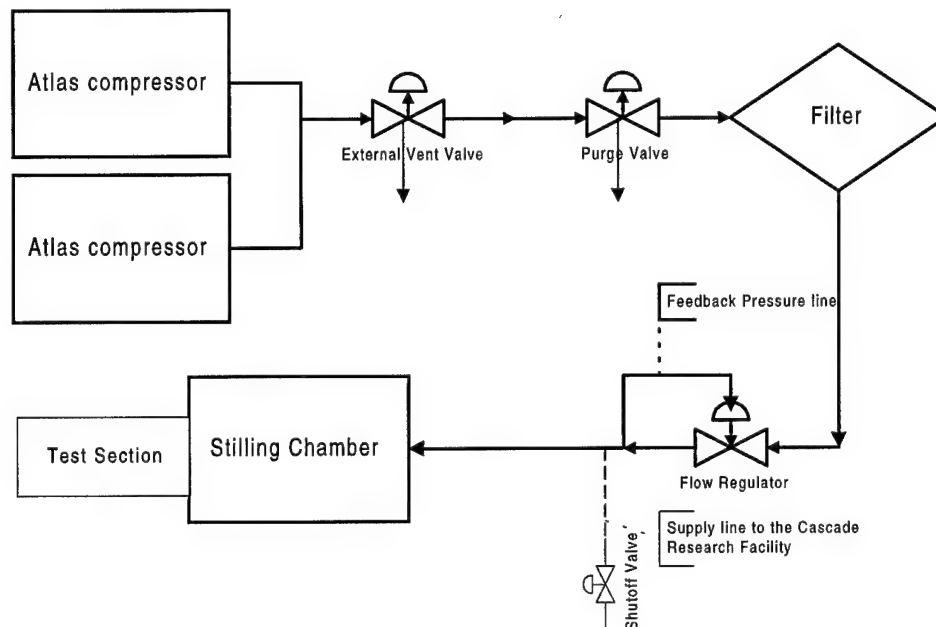 Atlas compressor
External Vent Valve
Purge Valve
Filter
Atlas compressor
Feedback Pressure line
Test Section
Stilling Chamber
Flow Regulator
Supply line to the Cascade
Research Facility
Shutoff Valve